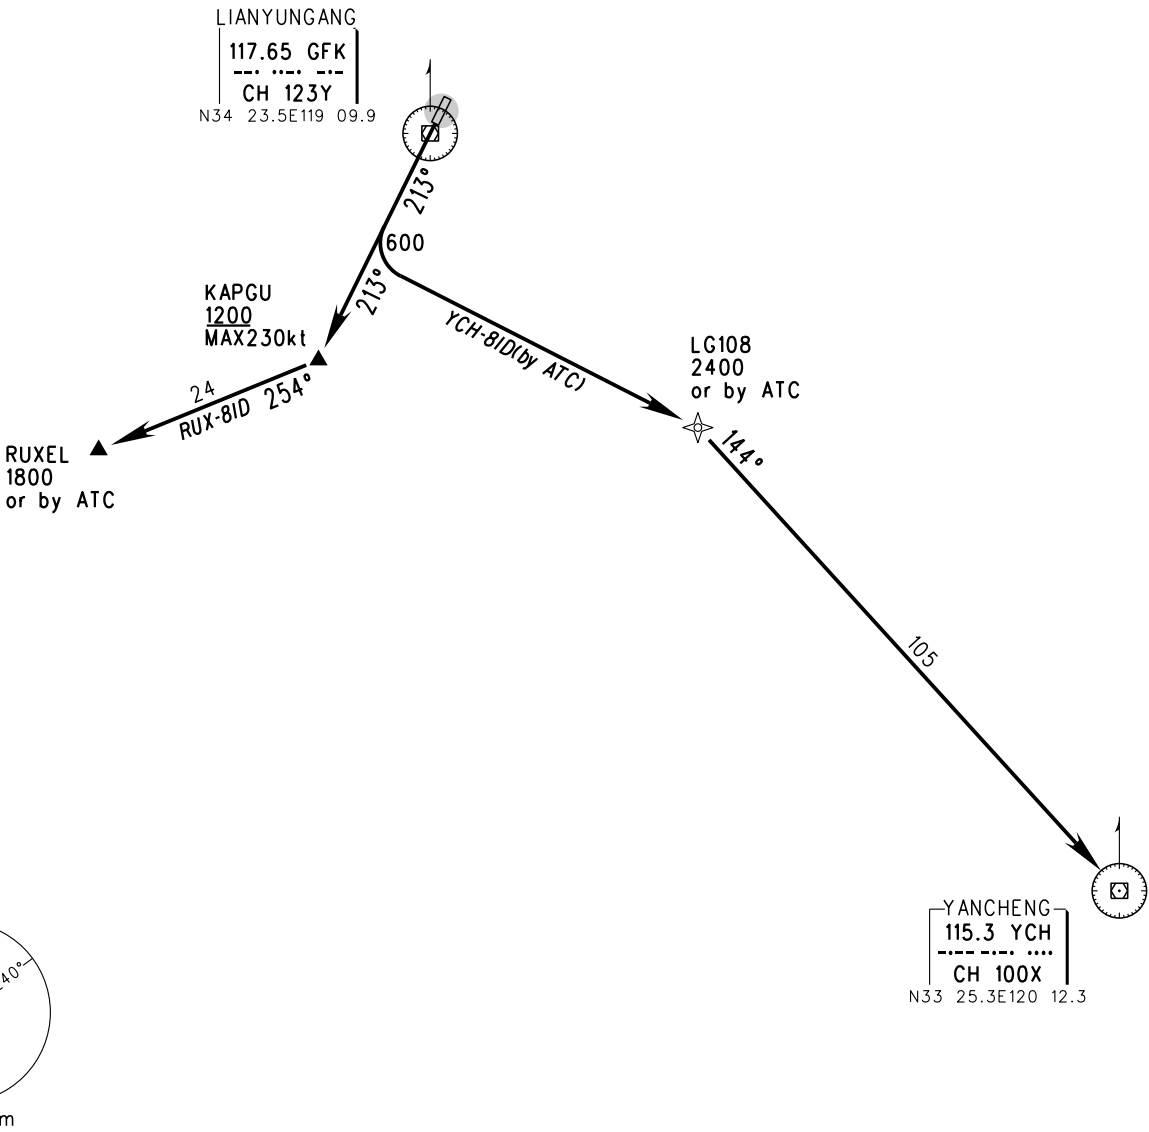 LIANYUNGANG
117.65 GFK
--· ··-· -·-
CH 123Y
N34 23.5E119 09.9
213°
600
213°
KAPGU
1200
MAX230kt
YCH-81D(by ATC)
LG108
2400
or by ATC
24
RUX-81D 254°
144°
RUXEL
1800
or by ATC
105
YANCHENG
115.3 YCH
-·-- -·-· ····
CH 100X
N33 25.3E120 12.3
40°
m